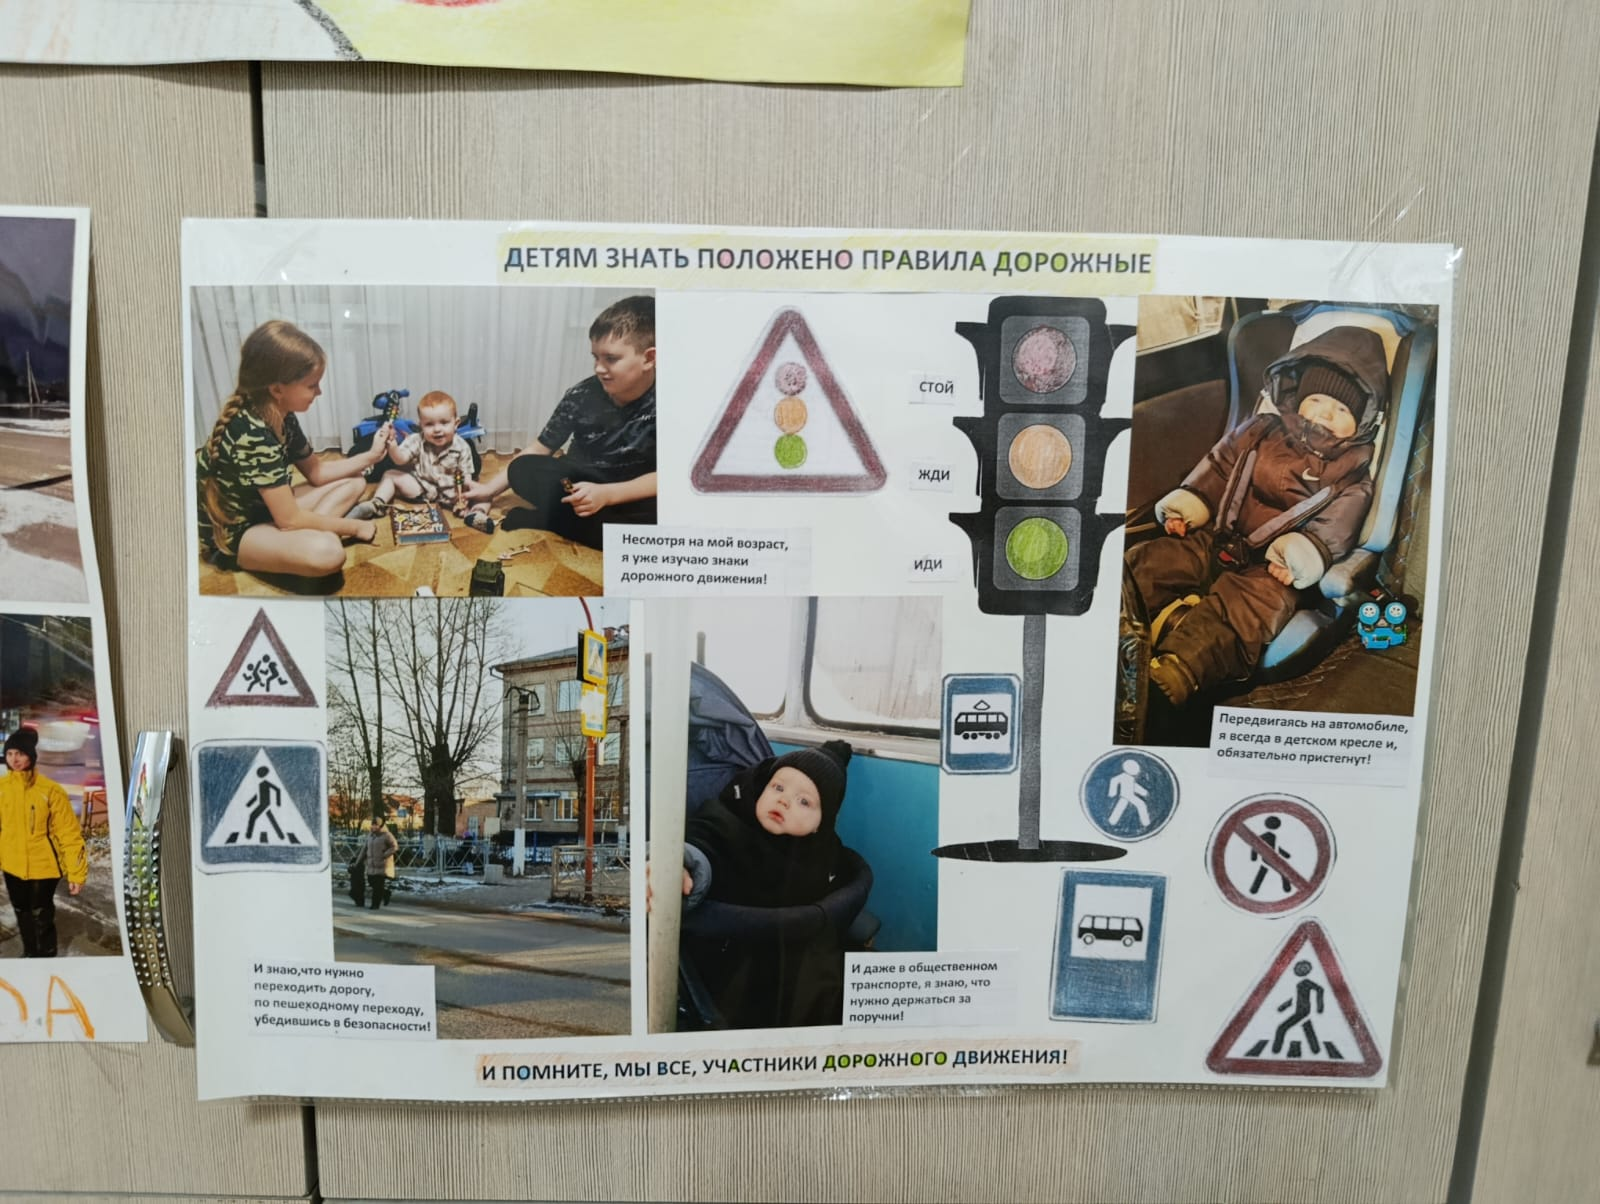 ДЕТЯМ ЗНАТЬ ПОЛОЖЕНО ПРАВИЛА ДОРОЖНЫЕ
СТОЙ
ЖДИ
ИДИ
Несмотря на мой возраст,
я уже изучаю знаки
дорожного движения!
Передвигаясь на автомобиле,
я всегда в детском кресле и,
обязательно пристегнут!
И знаю,что нужно
переходить дорогу,
по пешеходному переходу,
убедившись в безопасности!
И даже в общественном
транспорте, я знаю, что
нужно держаться за
поручни!
И ПОМНИТЕ, МЫ ВСЕ, УЧАСТНИКИ ДОРОЖНОГО ДВИЖЕНИЯ!